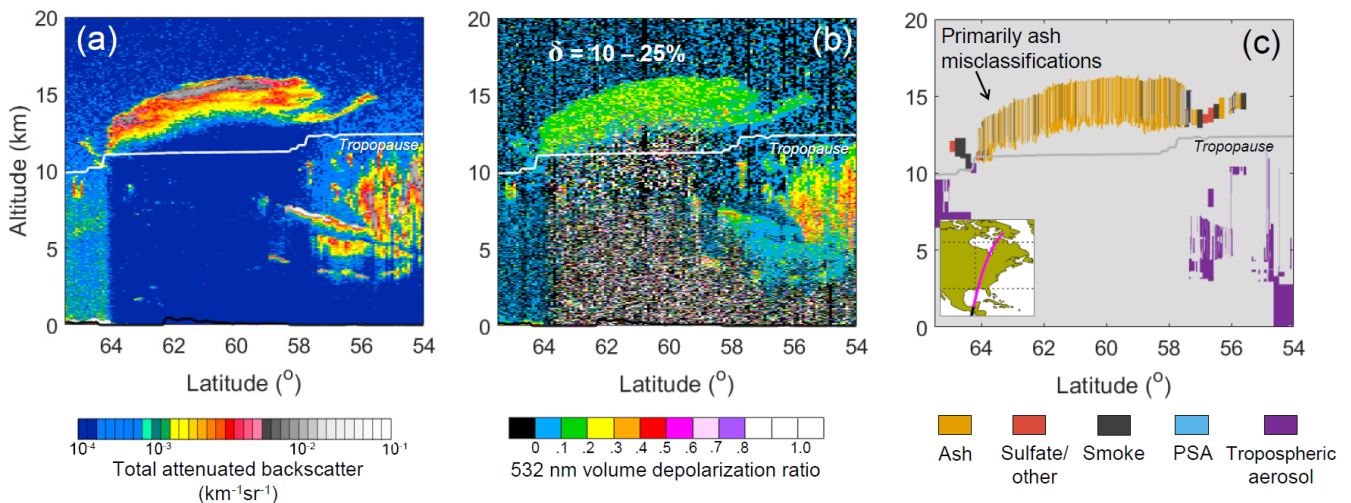 (a)
20
15
10
5
0
Altitude (km)
Tropopause
64
62
60
58
56
54
Latitude (°)
10⁻⁴
10⁻³
10⁻²
10⁻¹
Total attenuated backscatter
(km⁻¹sr⁻¹)
(b)
δ = 10 – 25%
20
15
10
5
0
Tropopause
64
62
60
58
56
54
Latitude (°)
0 .1 .2 .3 .4 .5 .6 .7 .8 1.0
532 nm volume depolarization ratio
(c)
Primarily ash
misclassifications
20
15
10
5
0
Tropopause
64
62
60
58
56
54
Latitude (°)
Ash
Sulfate/
other
Smoke
PSA
Tropospheric
aerosol